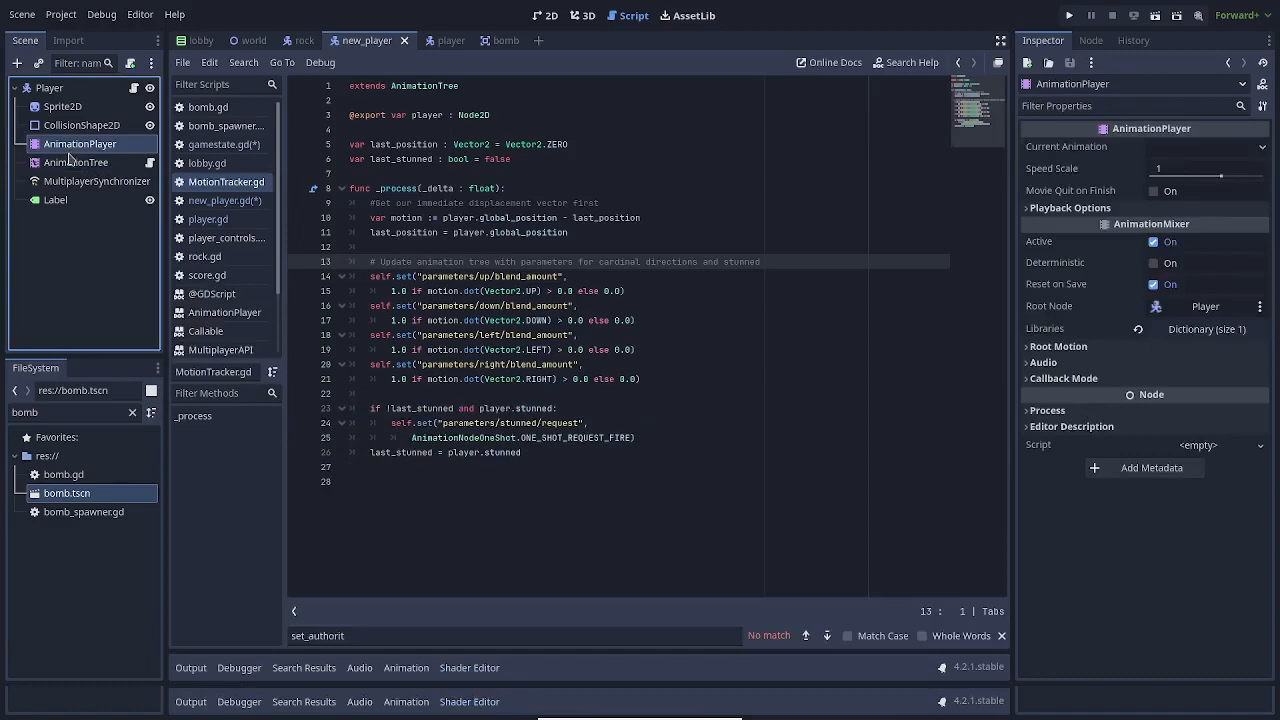 Scene Project Debug Editor Help
2D 3D Script AssetLib
Forward+
Scene Import
Filter: nam
Player
Sprite2D
CollisionShape2D
AnimationPlayer
AnimationTree
MultiplayerSynchronizer
Label
FileSystem
res://bomb.tscn
bomb
Favorites:
res://
bomb.gd
bomb.tscn
bomb_spawner.gd
lobby world rock new_player player bomb
File Edit Search Go To Debug
Online Docs Search Help
Filter Scripts
bomb.gd
bomb_spawner....
gamestate.gd(*)
lobby.gd
MotionTracker.gd
new_player.gd(*)
player.gd
player_controls....
rock.gd
score.gd
@GDScript
AnimationPlayer
Callable
MultiplayerAPI
MotionTracker.gd
Filter Methods
_process
1 extends AnimationTree
2
3 @export var player : Node2D
4
5 var last_position : Vector2 = Vector2.ZERO
6 var last_stunned : bool = false
7
8 func _process(_delta : float):
9 #Get our immediate displacement vector first
10 var motion := player.global_position - last_position
11 last_position = player.global_position
12
13 # Update animation tree with parameters for cardinal directions and stunned
14 self.set("parameters/up/blend_amount",
15 1.0 if motion.dot(Vector2.UP) > 0.0 else 0.0)
16 self.set("parameters/down/blend_amount",
17 1.0 if motion.dot(Vector2.DOWN) > 0.0 else 0.0)
18 self.set("parameters/left/blend_amount",
19 1.0 if motion.dot(Vector2.LEFT) > 0.0 else 0.0)
20 self.set("parameters/right/blend_amount",
21 1.0 if motion.dot(Vector2.RIGHT) > 0.0 else 0.0)
22
23 if !last_stunned and player.stunned:
24 self.set("parameters/stunned/request",
25 AnimationNodeOneShot.ONE_SHOT_REQUEST_FIRE)
26 last_stunned = player.stunned
27
28
13 : 1 | Tabs
set_authorit
No match
Match Case
Whole Words
Output Debugger Search Results Audio Animation Shader Editor
4.2.1.stable
Output Debugger Search Results Audio Animation Shader Editor
4.2.1.stable
Inspector Node History
AnimationPlayer
Filter Properties
AnimationPlayer
Current Animation
Speed Scale 1
Movie Quit on Finish On
Playback Options
AnimationMixer
Active On
Deterministic On
Reset on Save On
Root Node Player
Libraries Dictionary (size 1)
Root Motion
Audio
Callback Mode
Node
Process
Editor Description
Script <empty>
Add Metadata